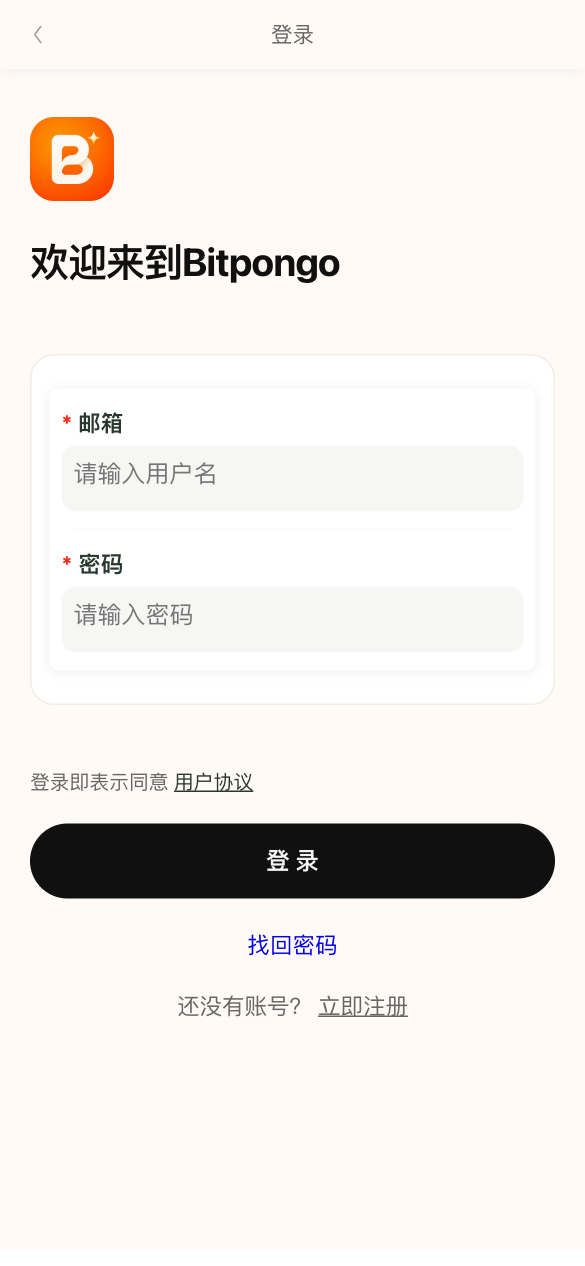 登录
欢迎来到Bitpongo
* 邮箱
请输入用户名
* 密码
请输入密码
登录即表示同意 用户协议
登 录
找回密码
还没有账号? 立即注册